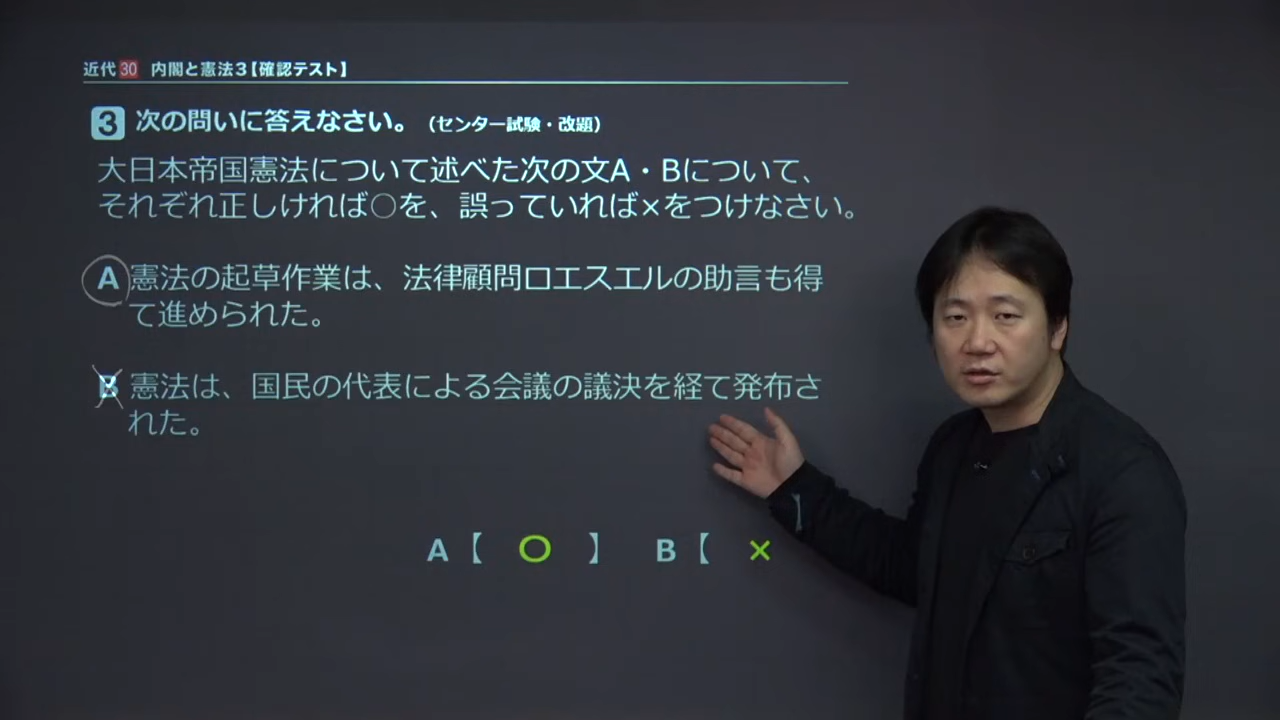 近代30 内閣と憲法3【確認テスト】
3 次の問いに答えなさい。（センター試験・改題）
大日本帝国憲法について述べた次の文A・Bについて、
それぞれ正しければ○を、誤っていれば×をつけなさい。
A 憲法の起草作業は、法律顧問ロエスエルの助言も得
て進められた。
B 憲法は、国民の代表による会議の議決を経て発布さ
れた。
A【 ○ 】 B【 ×